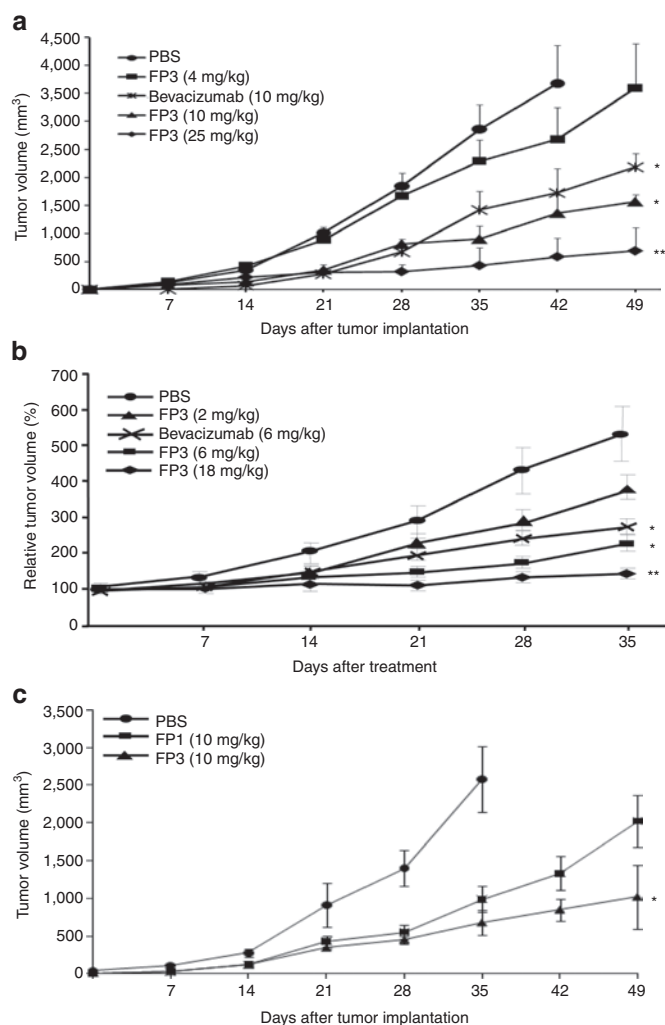 a
4,500
4,000
3,500
3,000
2,500
2,000
1,500
1,000
500
0
Tumor volume (mm³)
PBS
FP3 (4 mg/kg)
Bevacizumab (10 mg/kg)
FP3 (10 mg/kg)
FP3 (25 mg/kg)
*
*
**
7 14 21 28 35 42 49
Days after tumor implantation
b
700
600
500
400
300
200
100
0
Relative tumor volume (%)
PBS
FP3 (2 mg/kg)
Bevacizumab (6 mg/kg)
FP3 (6 mg/kg)
FP3 (18 mg/kg)
*
*
**
7 14 21 28 35
Days after treatment
c
3,500
3,000
2,500
2,000
1,500
1,000
500
0
Tumor volume (mm³)
PBS
FP1 (10 mg/kg)
FP3 (10 mg/kg)
*
7 14 21 28 35 42 49
Days after tumor implantation